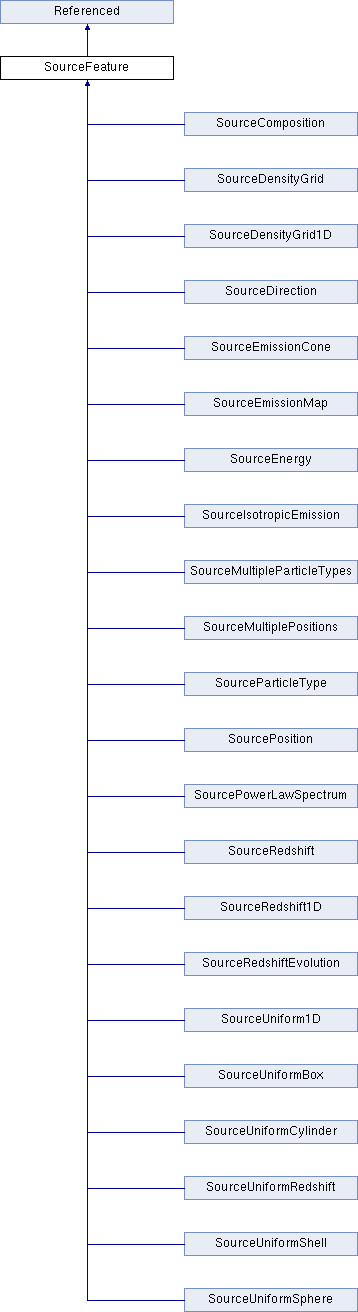 Referenced
SourceFeature
SourceComposition
SourceDensityGrid
SourceDensityGrid1D
SourceDirection
SourceEmissionCone
SourceEmissionMap
SourceEnergy
SourceIsotropicEmission
SourceMultipleParticleTypes
SourceMultiplePositions
SourceParticleType
SourcePosition
SourcePowerLawSpectrum
SourceRedshift
SourceRedshift1D
SourceRedshiftEvolution
SourceUniform1D
SourceUniformBox
SourceUniformCylinder
SourceUniformRedshift
SourceUniformShell
SourceUniformSphere